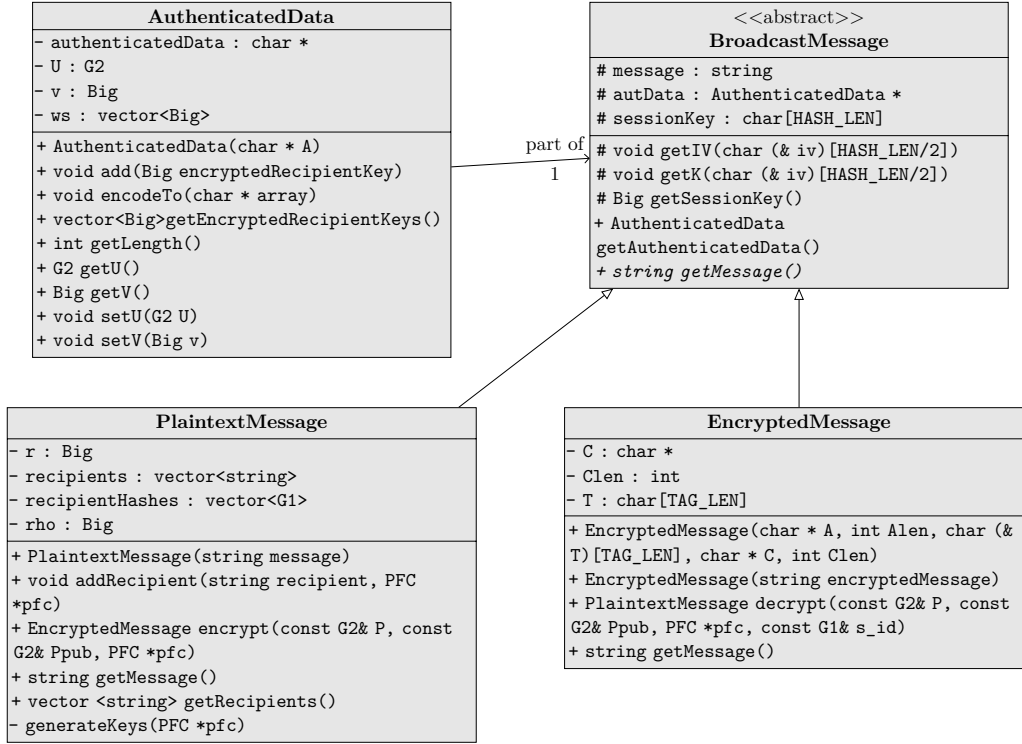 AuthenticatedData
- authenticatedData : char *
- U : G2
- v : Big
- ws : vector<Big>
+ AuthenticatedData(char * A)
+ void add(Big encryptedRecipientKey)
+ void encodeTo(char * array)
+ vector<Big>getEncryptedRecipientKeys()
+ int getLength()
+ G2 getU()
+ Big getV()
+ void setU(G2 U)
+ void setV(Big v)
part of
1
<<abstract>>
BroadcastMessage
# message : string
# autData : AuthenticatedData *
# sessionKey : char[HASH_LEN]
# void getIV(char (& iv)[HASH_LEN/2])
# void getK(char (& iv)[HASH_LEN/2])
# Big getSessionKey()
+ AuthenticatedData
getAuthenticatedData()
+ string getMessage()
PlaintextMessage
- r : Big
- recipients : vector<string>
- recipientHashes : vector<G1>
- rho : Big
+ PlaintextMessage(string message)
+ void addRecipient(string recipient, PFC
*pfc)
+ EncryptedMessage encrypt(const G2& P, const
G2& Ppub, PFC *pfc)
+ string getMessage()
+ vector <string> getRecipients()
- generateKeys(PFC *pfc)
EncryptedMessage
- C : char *
- Clen : int
- T : char[TAG_LEN]
+ EncryptedMessage(char * A, int Alen, char (&
T)[TAG_LEN], char * C, int Clen)
+ EncryptedMessage(string encryptedMessage)
+ PlaintextMessage decrypt(const G2& P, const
G2& Ppub, PFC *pfc, const G1& s_id)
+ string getMessage()